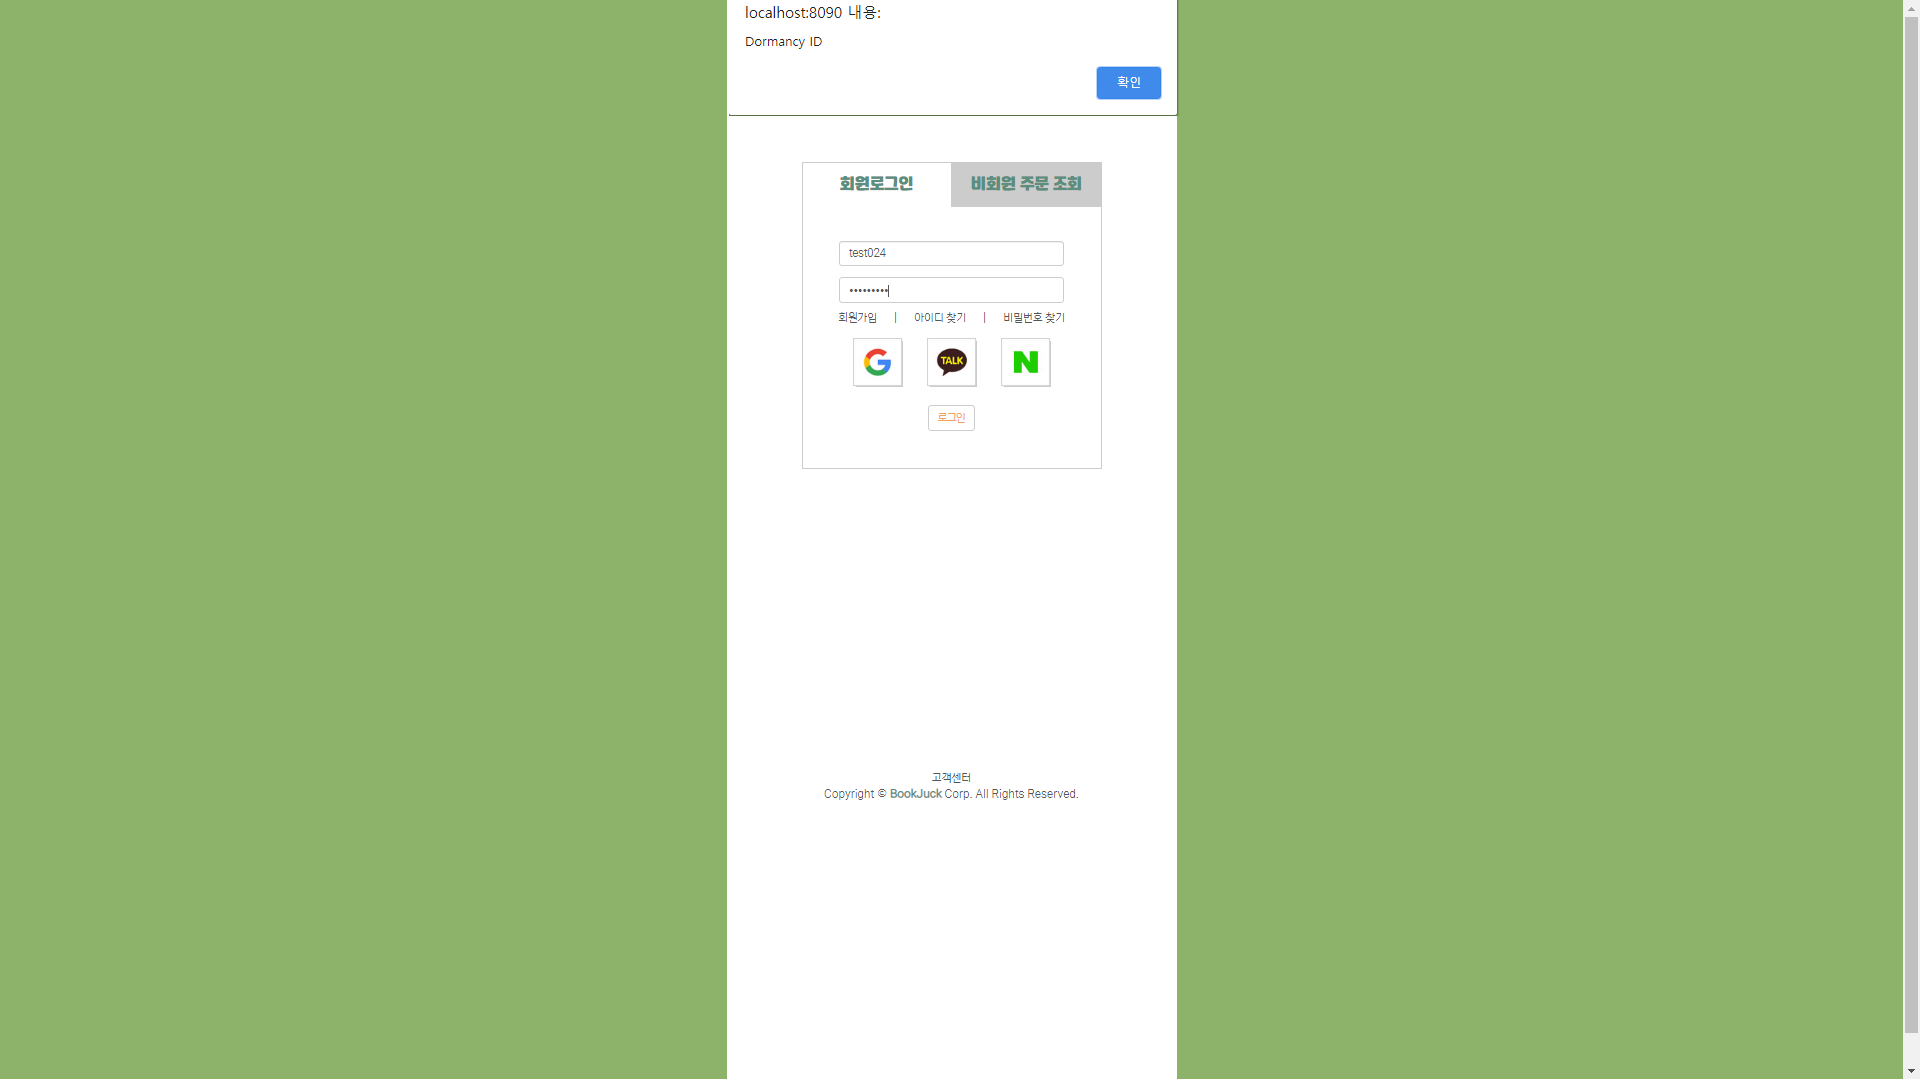 localhost:8090 내용:
Dormancy ID
확인
회원로그인 비회원 주문 조회
test024
•••••••••
회원가입 | 아이디 찾기 | 비밀번호 찾기
G TALK N
로그인
고객센터
Copyright © BookJuck Corp. All Rights Reserved.